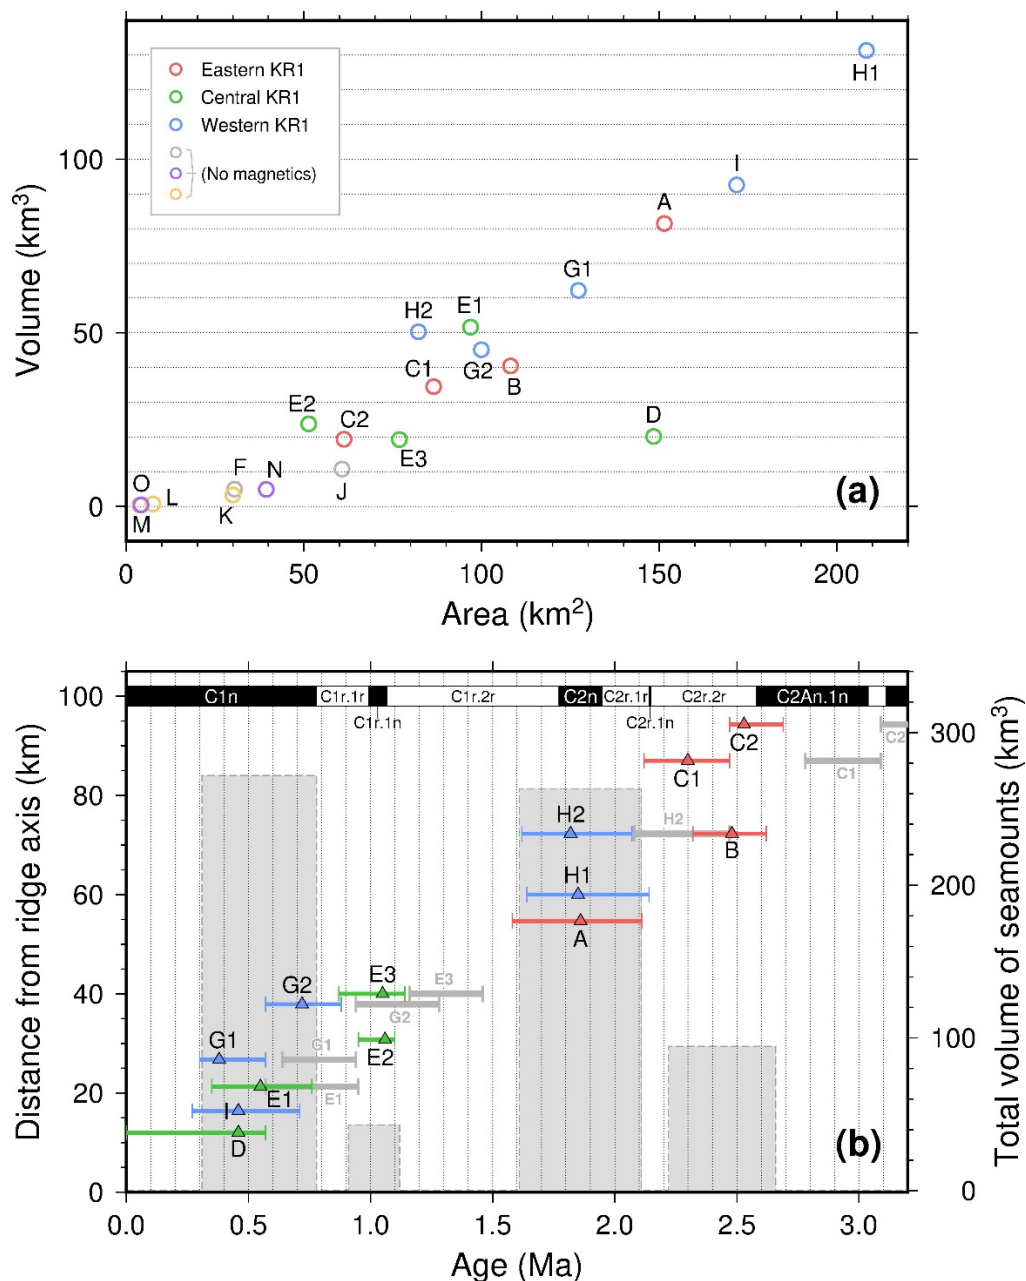 Eastern KR1
Central KR1
Western KR1
(No magnetics)
H1
I
A
G1
H2
E1
C1
G2
B
E2
C2
D
E3
O
L
F
N
M
K
J
(a)
100
50
0
Volume (km³)
0 50 100 150 200
Area (km²)
C1n C1r.1r C1r.2r C2n C2r.1r C2r.2r C2An.1n
C1r.1n C2r.1n
C2
C2
C1
C1
H2
H2
B
H1
A
G2
E3
E3
G2
E2
G1
G1
E1
E1
I
D
(b)
100
80
60
40
20
0
Distance from ridge axis (km)
300
200
100
0
Total volume of seamounts (km³)
0.0 0.5 1.0 1.5 2.0 2.5 3.0
Age (Ma)